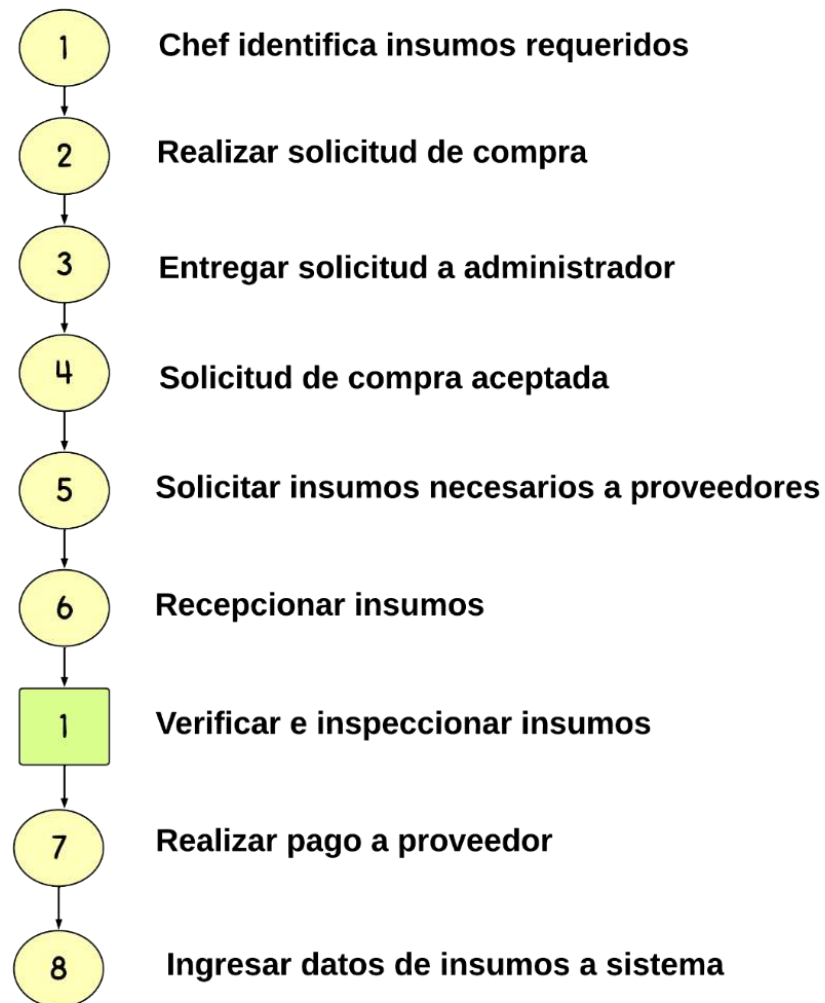 1 Chef identifica insumos requeridos
2 Realizar solicitud de compra
3 Entregar solicitud a administrador
4 Solicitud de compra aceptada
5 Solicitar insumos necesarios a proveedores
6 Recepcionar insumos
1 Verificar e inspeccionar insumos
7 Realizar pago a proveedor
8 Ingresar datos de insumos a sistema